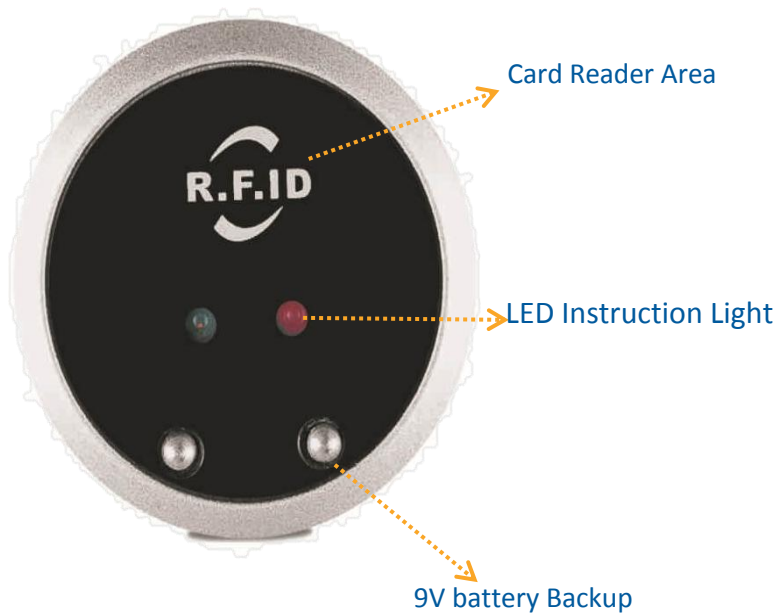 Card Reader Area
R.F.ID
LED Instruction Light
9V battery Backup